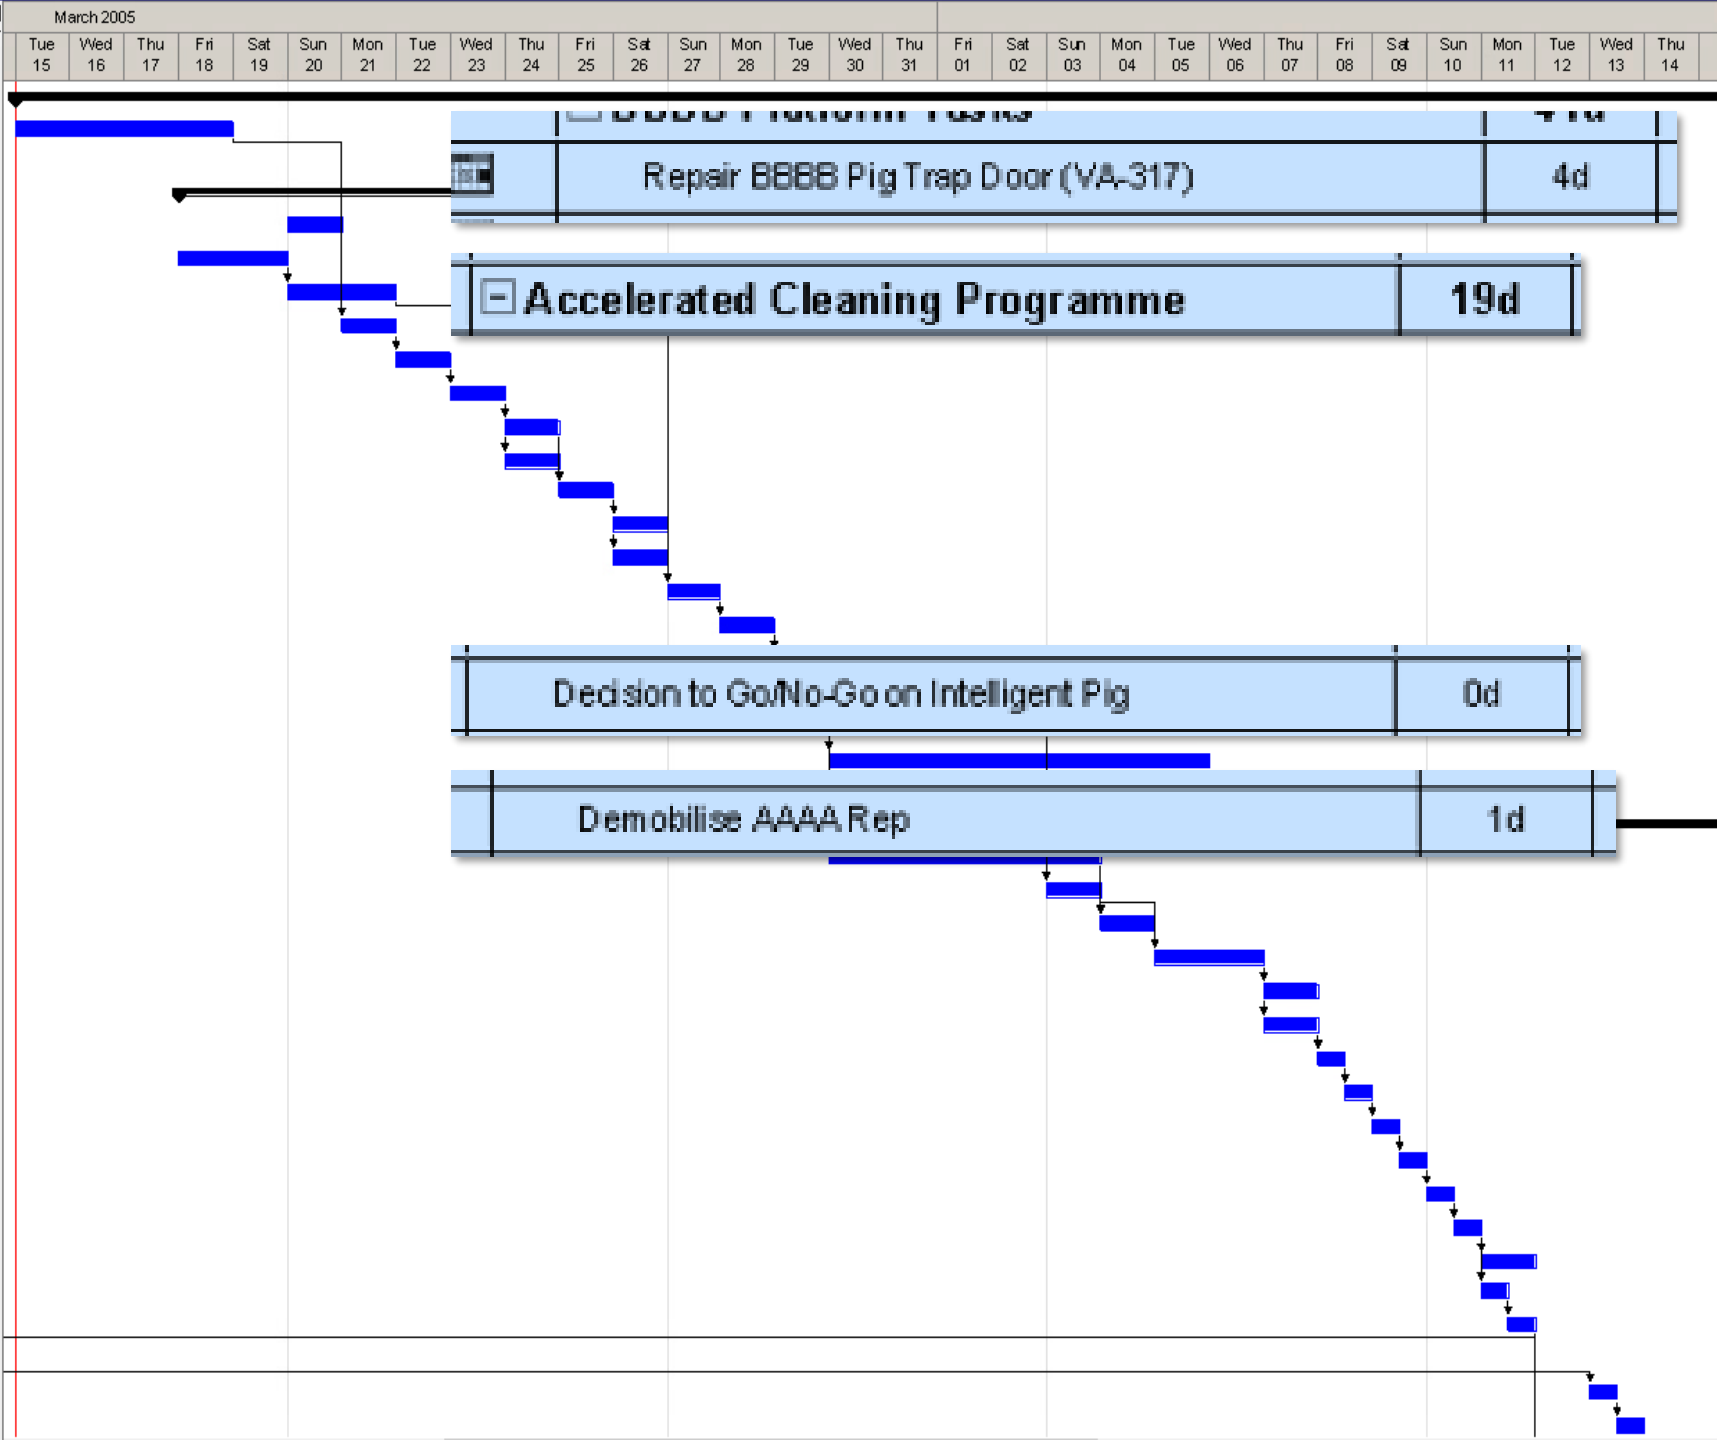 March 2005
Tue Wed Thu Fri Sat Sun Mon Tue Wed Thu Fri Sat Sun Mon Tue Wed Thu Fri Sat Sun Mon Tue Wed Thu Fri Sat Sun Mon Tue Wed Thu
15 16 17 18 19 20 21 22 23 24 25 26 27 28 29 30 31 01 02 03 04 05 06 07 08 09 10 11 12 13 14
Repair BBBB Pig Trap Door (VA-317) 4d
Accelerated Cleaning Programme 19d
Decision to Go/No-Go on Intelligent Pig 0d
Demobilise AAAA Rep 1d